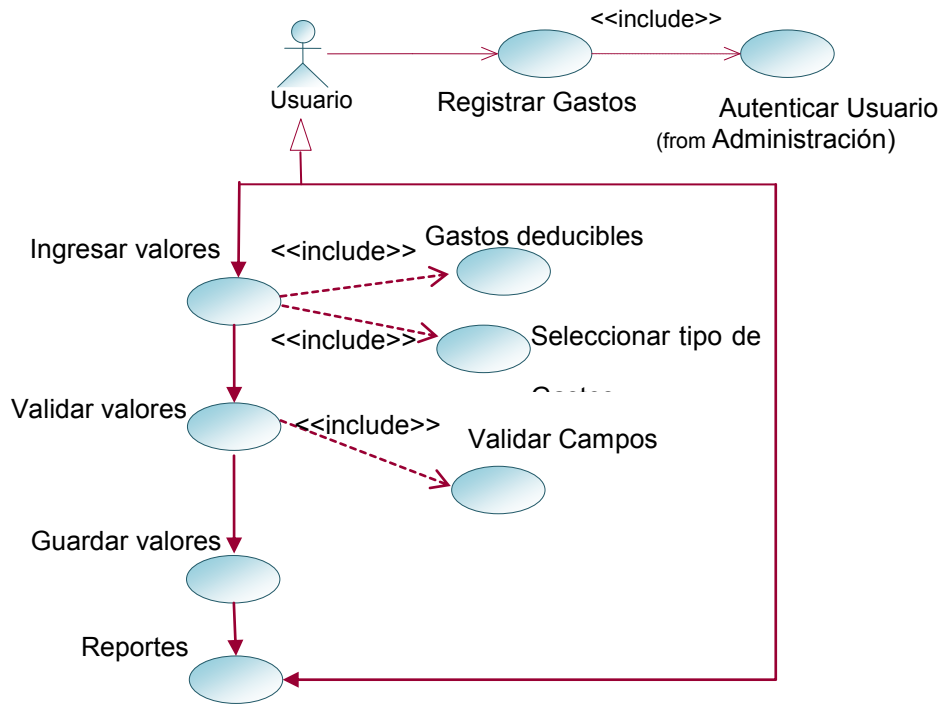 <<include>>
Usuario
Registrar Gastos
Autenticar Usuario
(from Administración)
Ingresar valores
<<include>>
Gastos deducibles
<<include>>
Seleccionar tipo de
Validar valores
<<include>>
Validar Campos
Guardar valores
Reportes